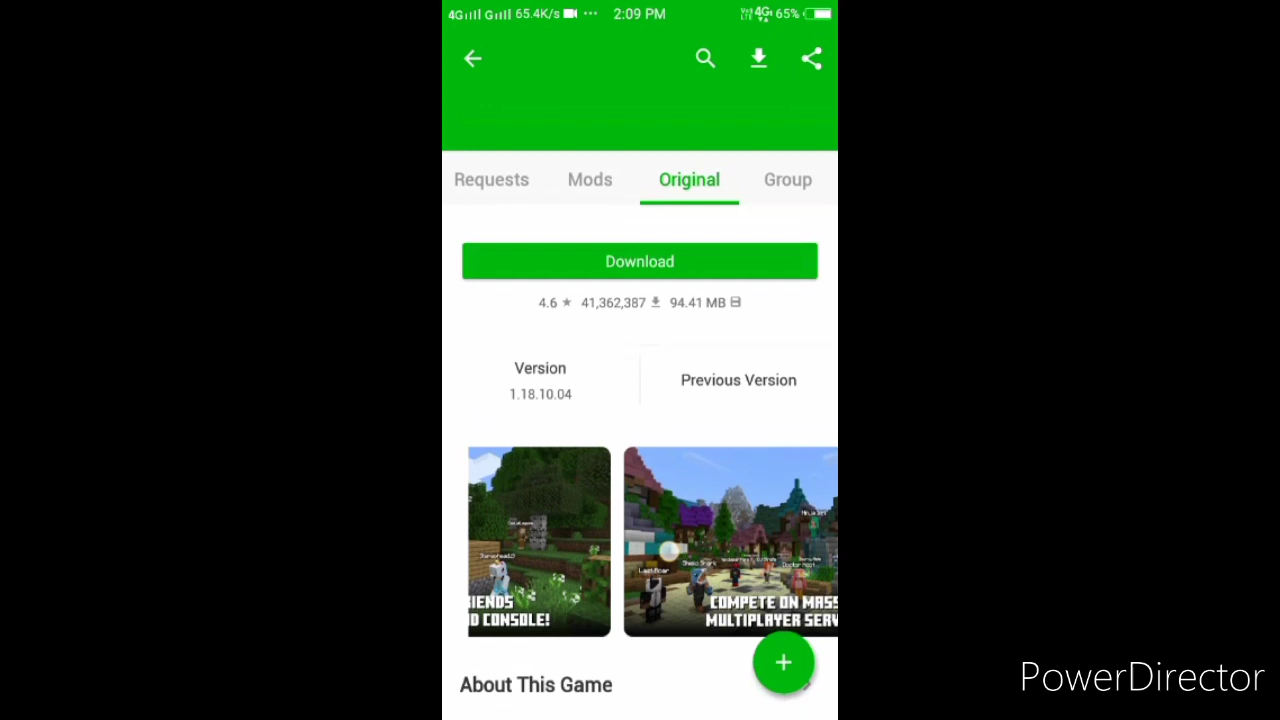 4G G 65.4K/s ... 2:09 PM 4G 65%
Requests Mods Original Group
Download
4.6 ★ 41,362,387 94.41 MB
Version
1.18.10.04
Previous Version
IENDS
D CONSOLE!
COMPETE ON MASS
MULTIPLAYER SERV
About This Game
+
PowerDirector